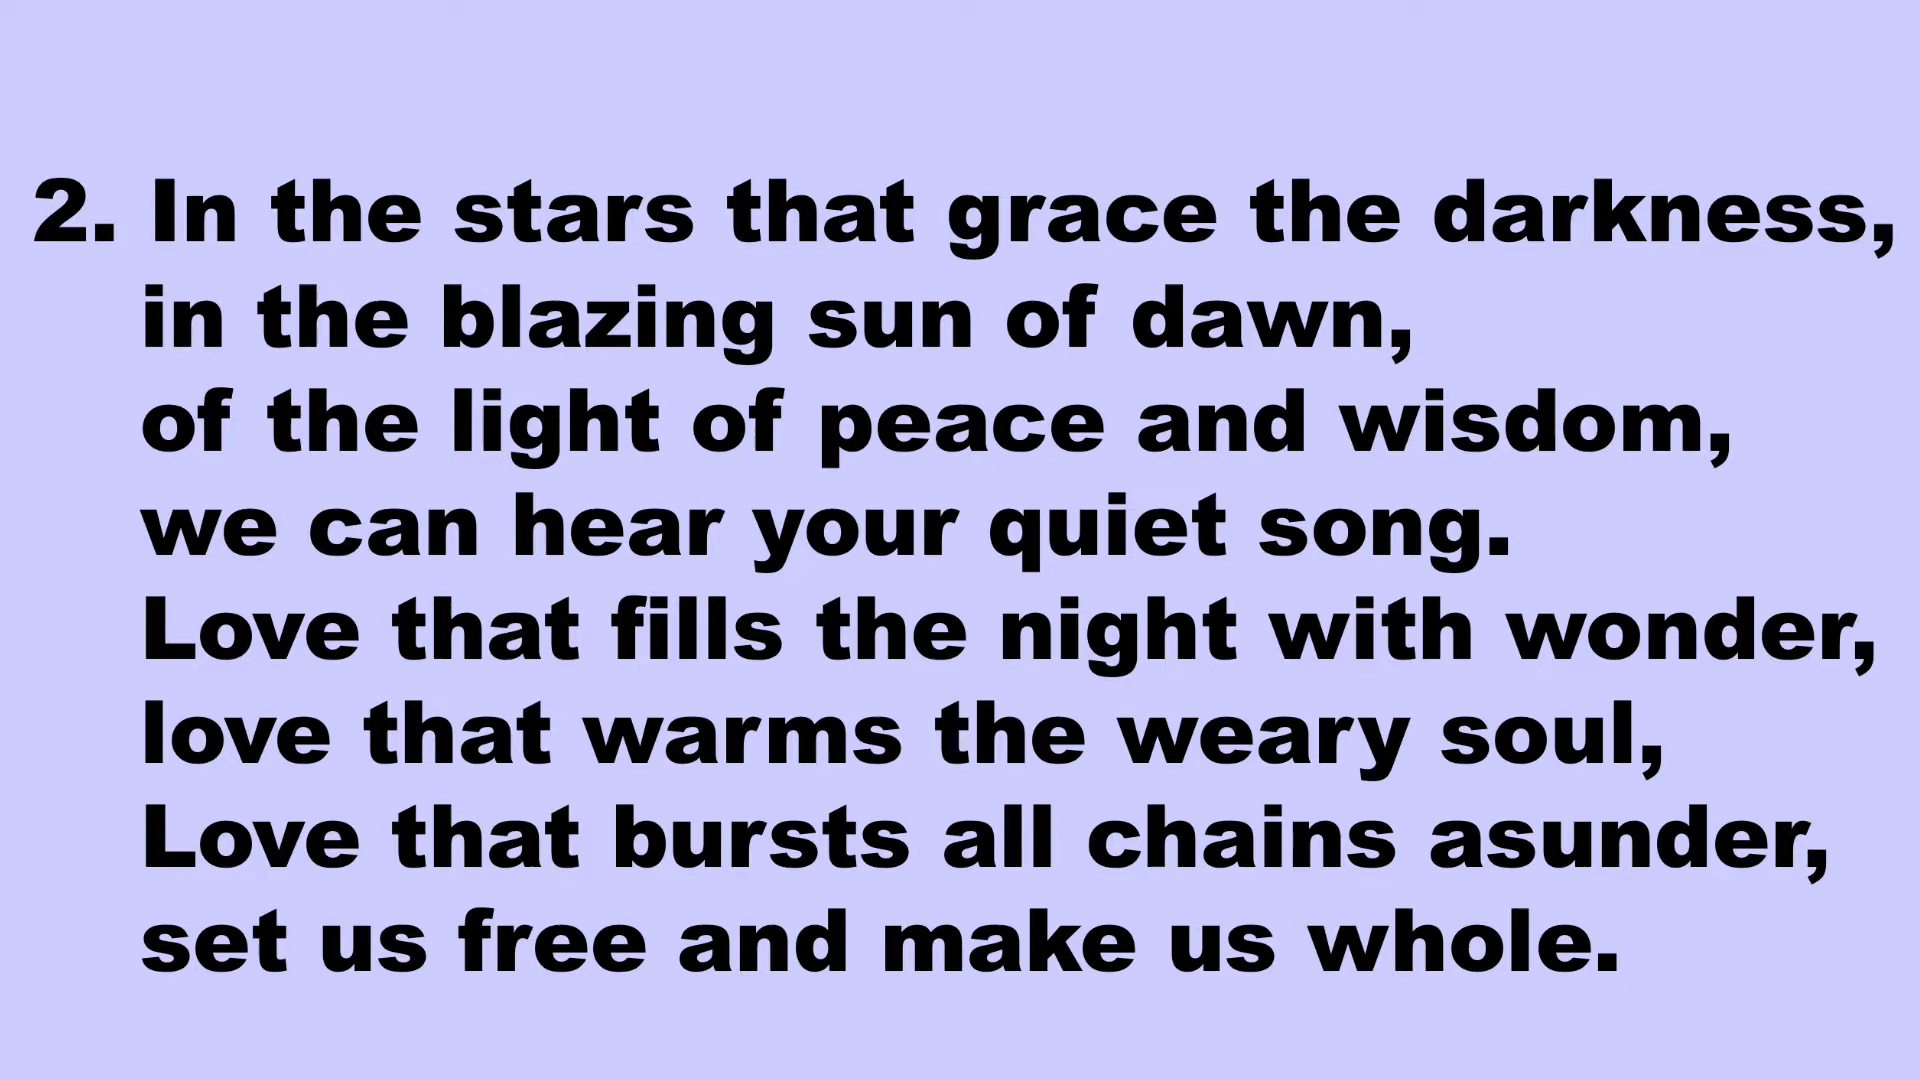 2. In the stars that grace the darkness,
in the blazing sun of dawn,
of the light of peace and wisdom,
we can hear your quiet song.
Love that fills the night with wonder,
love that warms the weary soul,
Love that bursts all chains asunder,
set us free and make us whole.